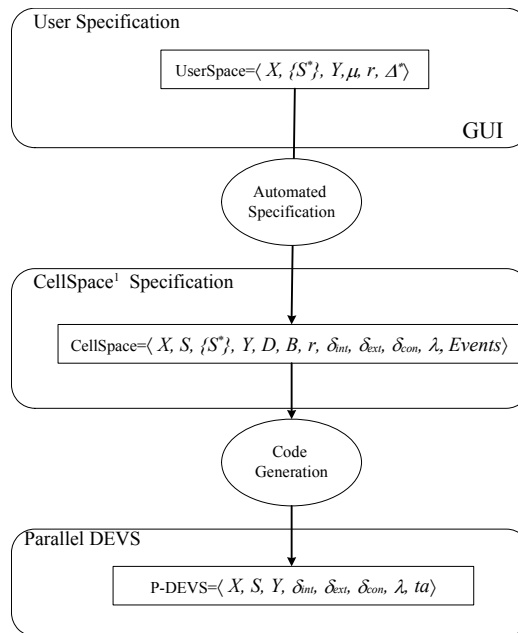 User Specification
UserSpace=⟨ X, {S*}, Y,μ, r, Δ*⟩
GUI
Automated
Specification
CellSpace¹ Specification
CellSpace=⟨ X, S, {S*}, Y, D, B, r, δint, δext, δcon, λ, Events⟩
Code
Generation
Parallel DEVS
P-DEVS=⟨ X, S, Y, δint, δext, δcon, λ, ta⟩